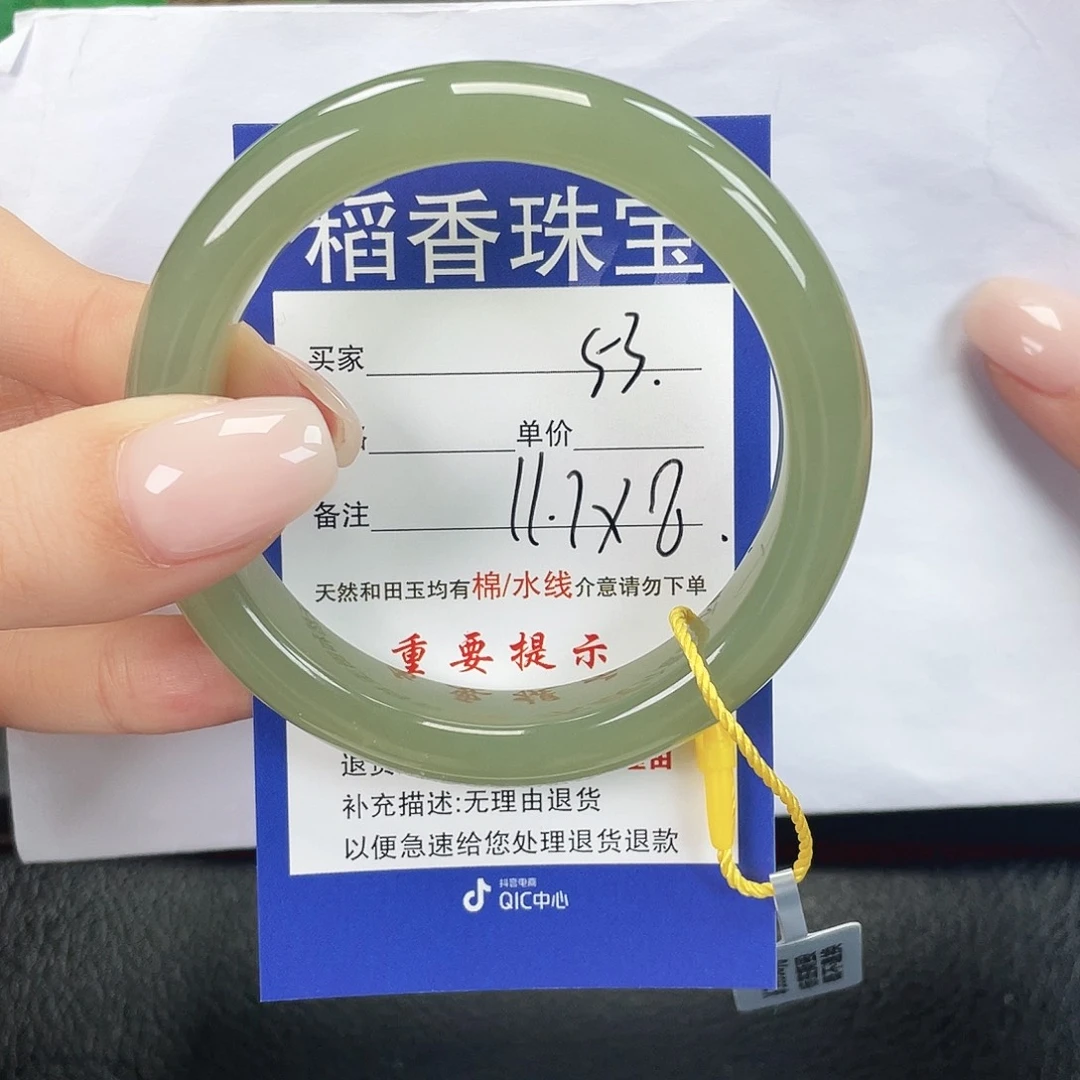 稻香珠宝
买家 53.
单价
备注 11.7x8.
天然和田玉均有棉/水线介意请勿下单
重要提示
退货
由
补充描述:无理由退货
以便急速给您处理退货退款
抖音电商
QIC中心